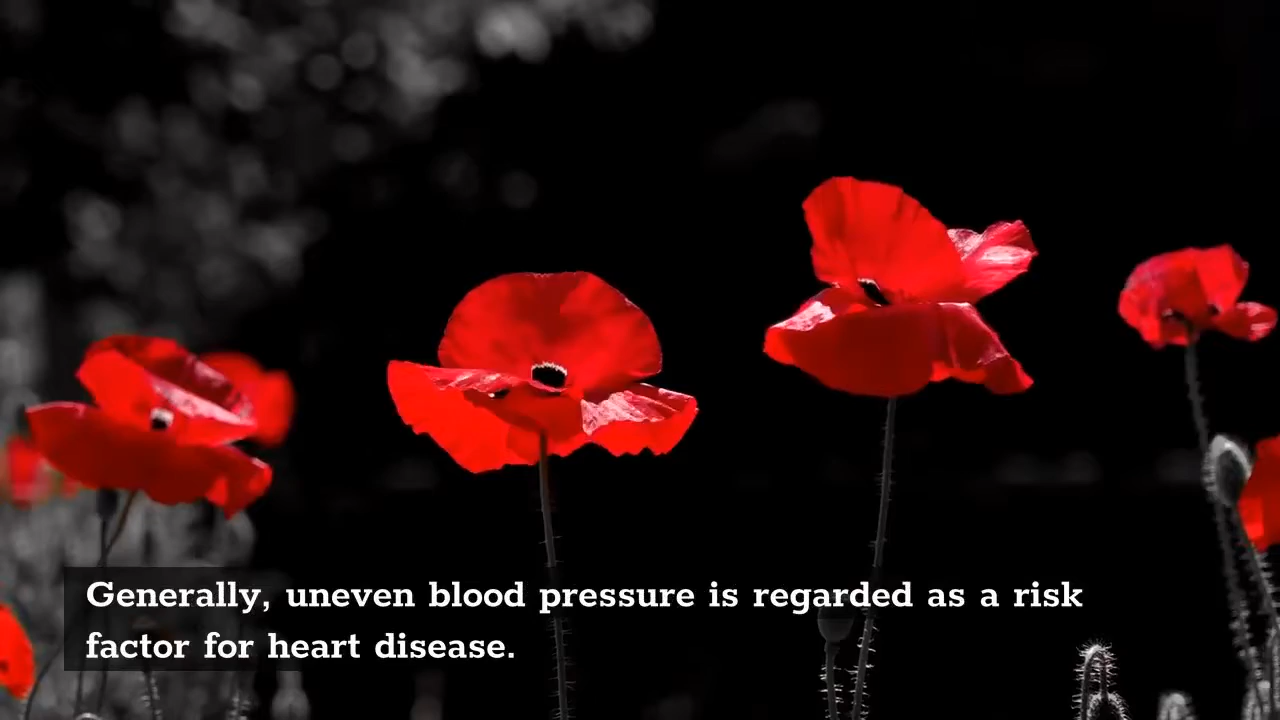 Generally, uneven blood pressure is regarded as a risk
factor for heart disease.